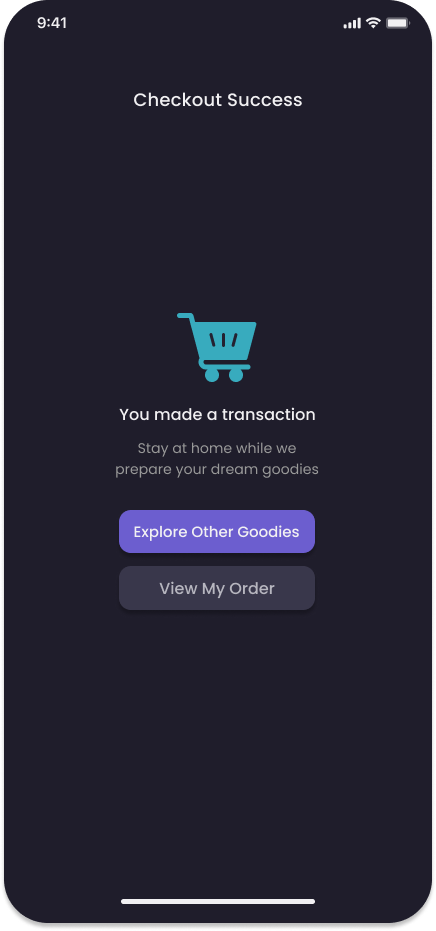 9:41
Checkout Success
You made a transaction
Stay at home while we
prepare your dream goodies
Explore Other Goodies
View My Order